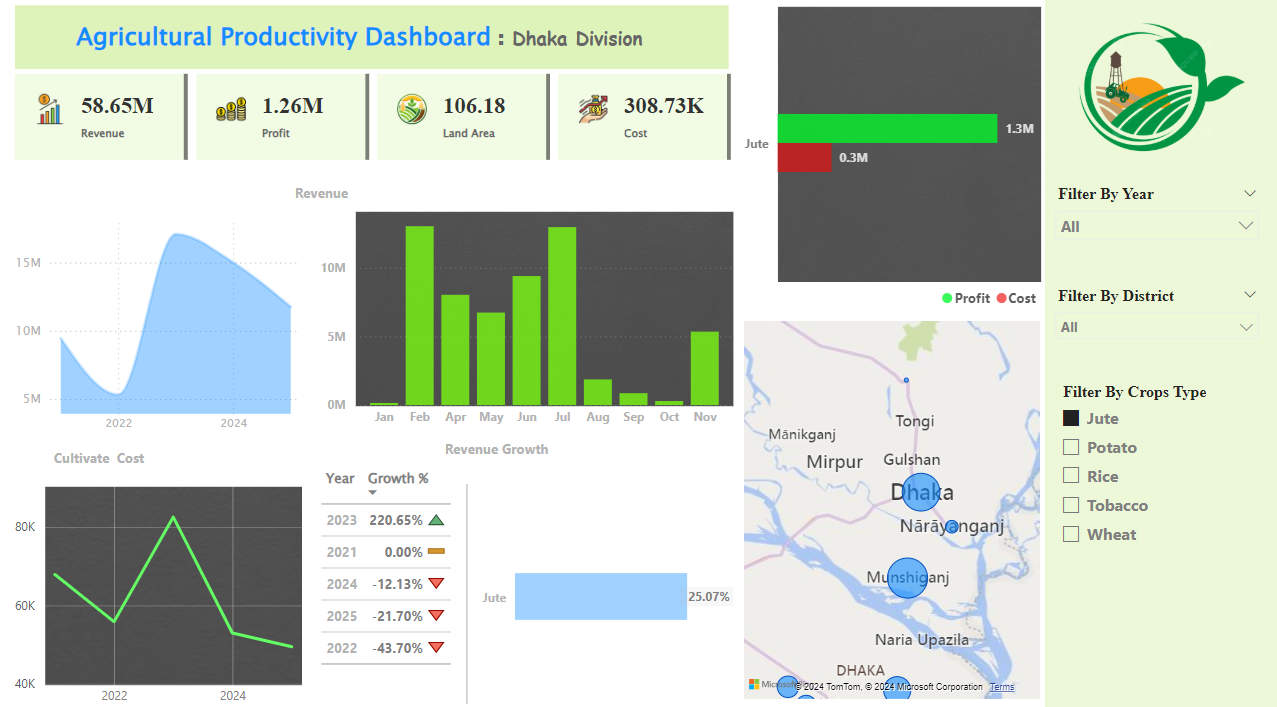 Agricultural Productivity Dashboard : Dhaka Division
58.65M
Revenue
1.26M
Profit
106.18
Land Area
308.73K
Cost
Revenue
15M
10M
5M
2022
2024
10M
5M
0M
Jan
Feb
Apr
May
Jun
Jul
Aug
Sep
Oct
Nov
Cultivate Cost
80K
60K
40K
2022
2024
Revenue Growth
Year Growth %
2023 220.65%
2021 0.00%
2024 -12.13%
2025 -21.70%
2022 -43.70%
Jute
25.07%
Jute
1.3M
0.3M
Profit
Cost
Tongi
Mānikganj
Mirpur
Gulshan
Dhaka
Nārāyanganj
Munshiganj
Naria Upazila
DHAKA
© 2024 TomTom, © 2024 Microsoft Corporation Terms
Filter By Year
All
Filter By District
All
Filter By Crops Type
Jute
Potato
Rice
Tobacco
Wheat